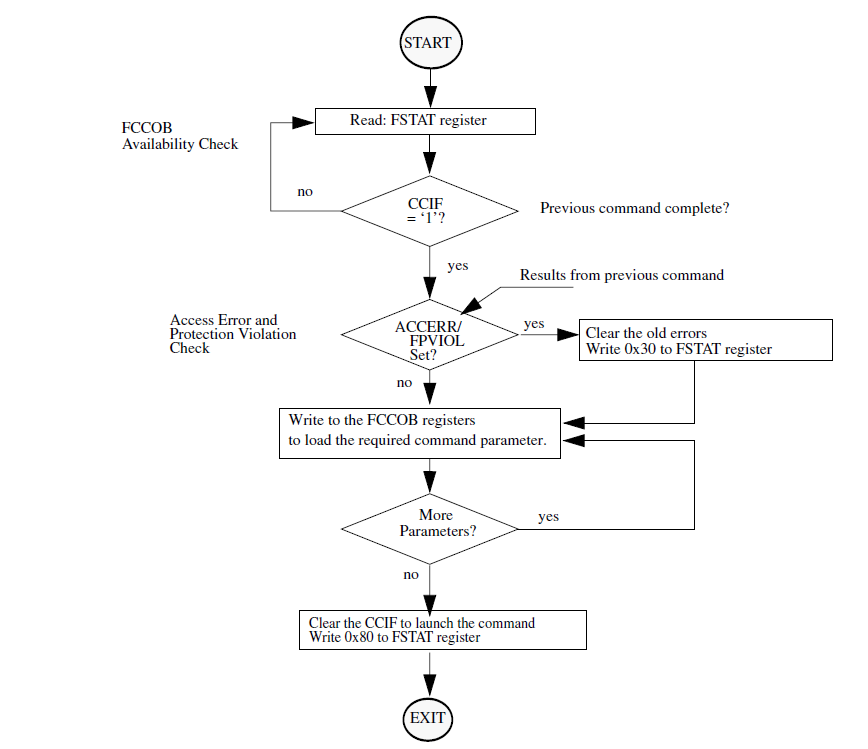 START
Read: FSTAT register
FCCOB
Availability Check
no
CCIF
= ‘1’?
Previous command complete?
yes
Results from previous command
Access Error and
Protection Violation
Check
ACCERR/
FPVIOL
Set?
yes
Clear the old errors
Write 0x30 to FSTAT register
no
Write to the FCCOB registers
to load the required command parameter.
More
Parameters?
yes
no
Clear the CCIF to launch the command
Write 0x80 to FSTAT register
EXIT